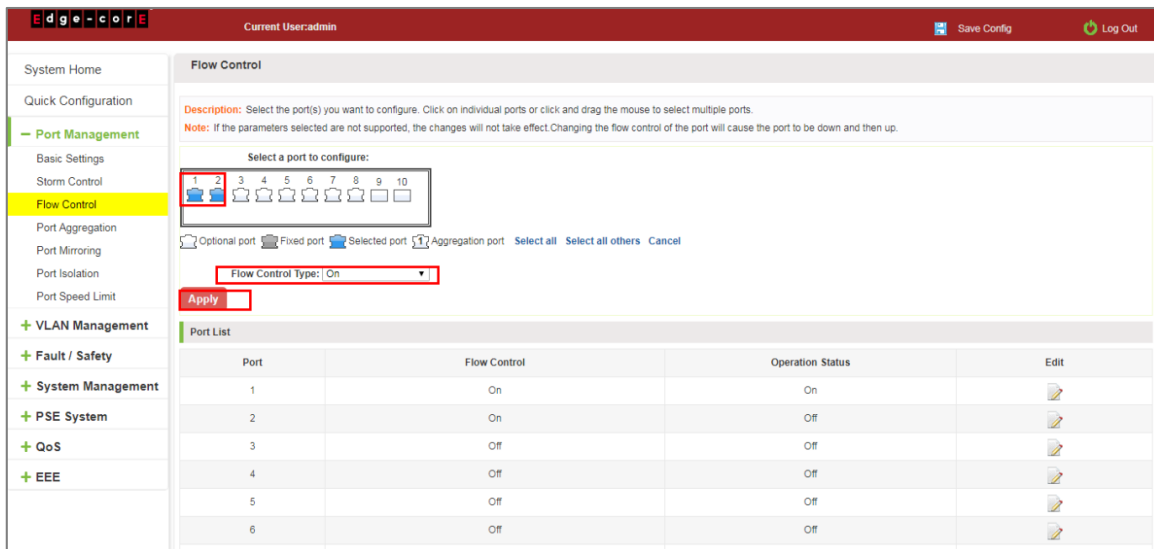 Edge-corE
Current User:admin
Save Config
Log Out
System Home
Quick Configuration
− Port Management
Basic Settings
Storm Control
Flow Control
Port Aggregation
Port Mirroring
Port Isolation
Port Speed Limit
+ VLAN Management
+ Fault / Safety
+ System Management
+ PSE System
+ QoS
+ EEE
Flow Control
Description: Select the port(s) you want to configure. Click on individual ports or click and drag the mouse to select multiple ports.
Note: If the parameters selected are not supported, the changes will not take effect.Changing the flow control of the port will cause the port to be down and then up.
Select a port to configure:
1 2 3 4 5 6 7 8 9 10
Optional port Fixed port Selected port 1 Aggregation port Select all Select all others Cancel
Flow Control Type: On
Apply
Port List
Port Flow Control Operation Status Edit
1 On On
2 On Off
3 Off Off
4 Off Off
5 Off Off
6 Off Off